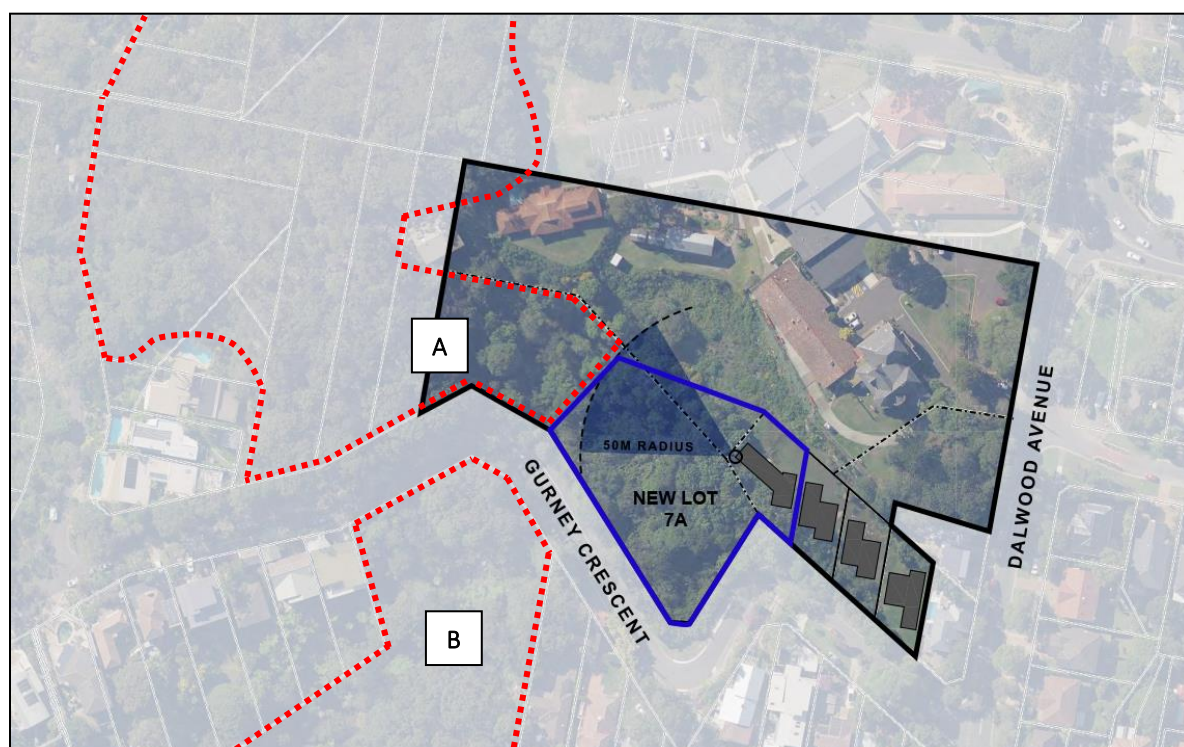 A
50M RADIUS
NEW LOT
7A
GURNEY CRESCENT
DALWOOD AVENUE
B